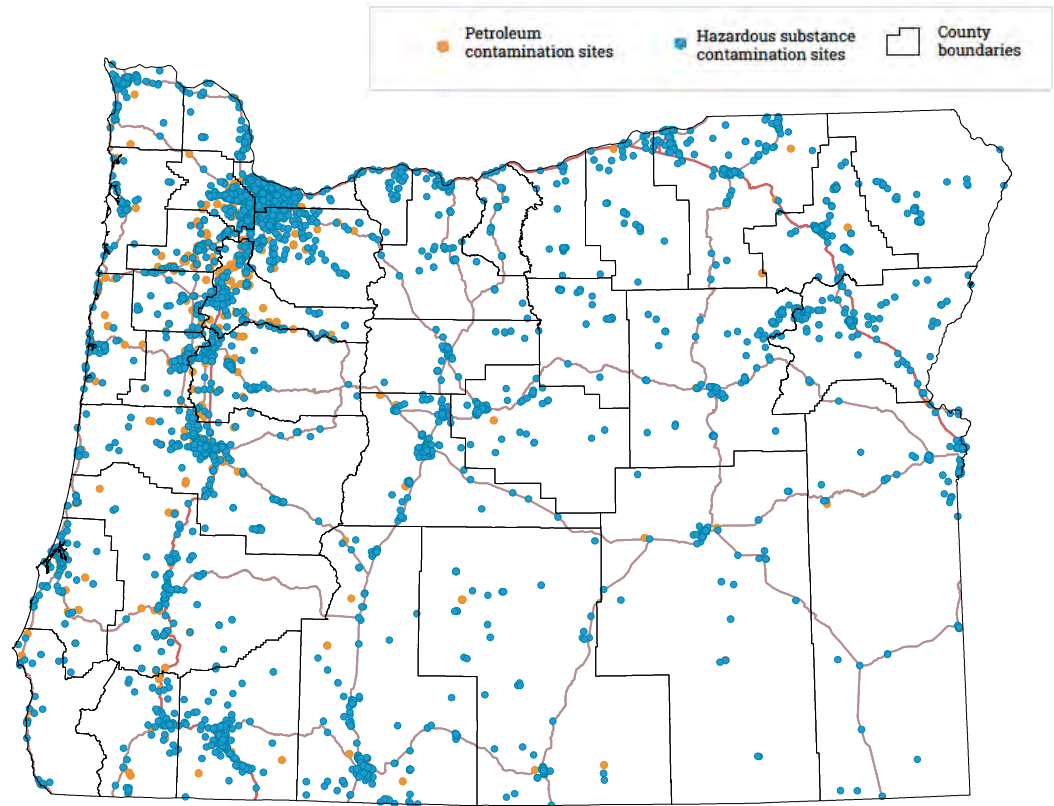 Petroleum
contamination sites
Hazardous substance
contamination sites
County
boundaries